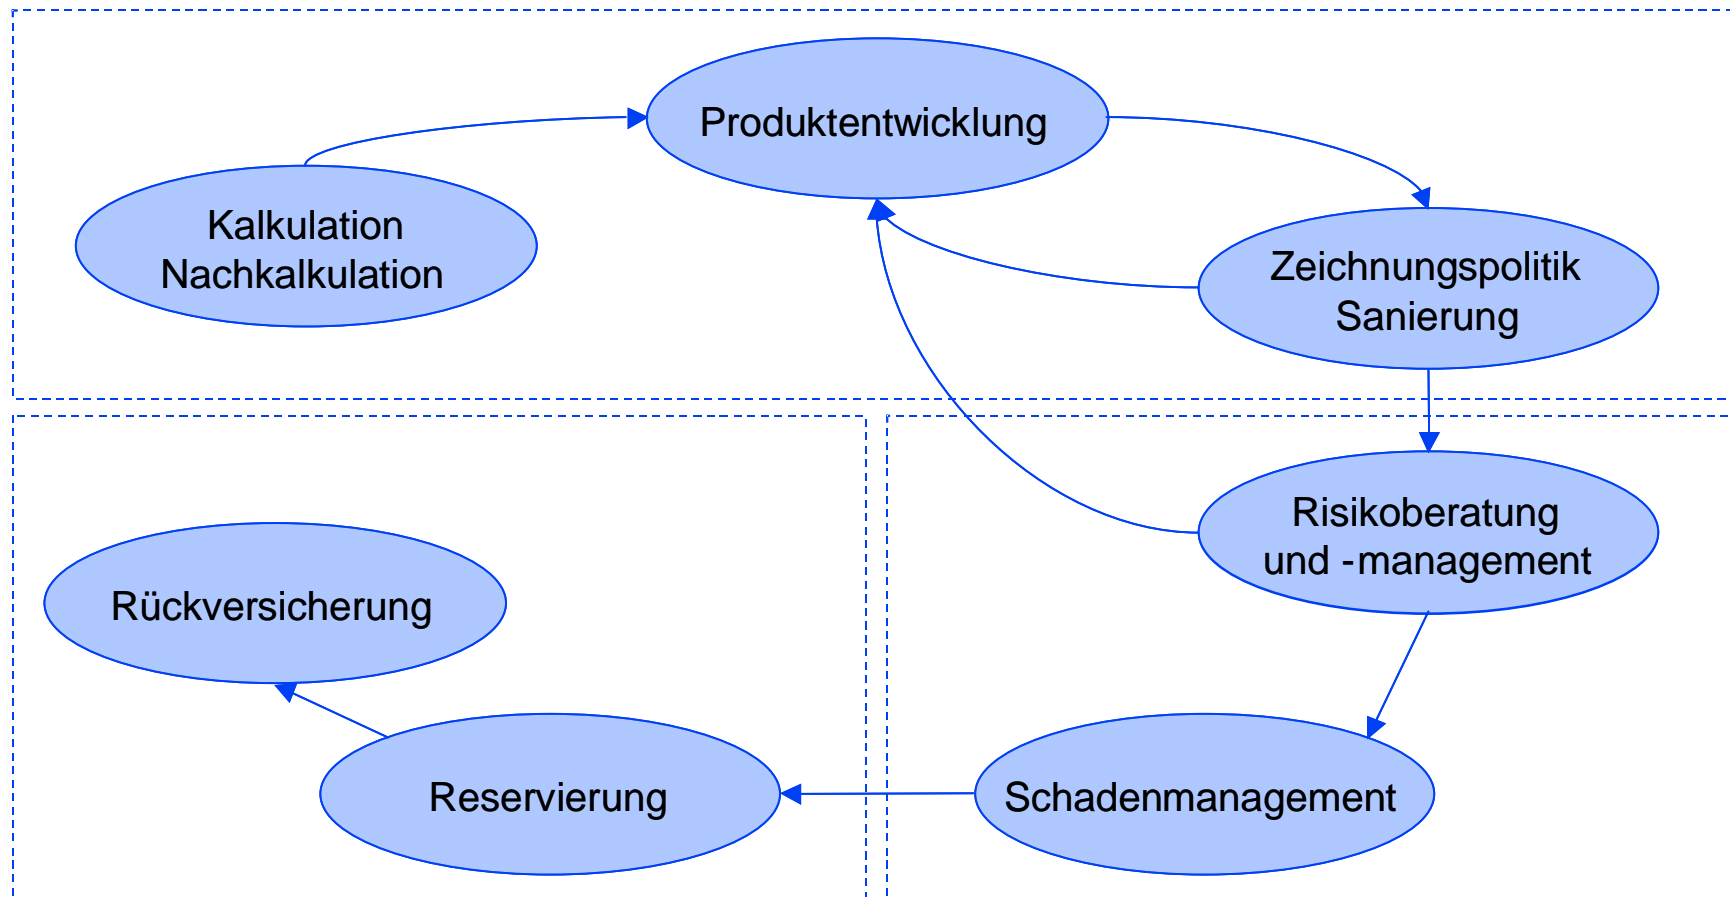 Produktentwicklung
Kalkulation
Nachkalkulation
Zeichnungspolitik
Sanierung
Risikoberatung
und -management
Rückversicherung
Reservierung
Schadenmanagement